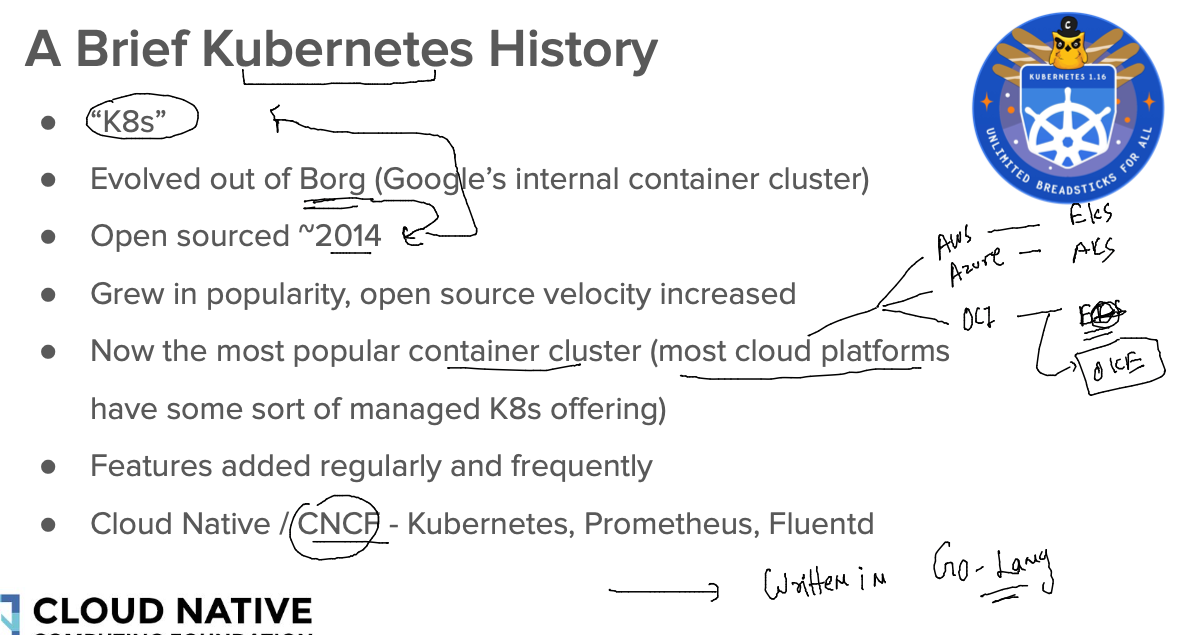 A Brief Kubernetes History
KUBERNETES 1.16
UNLIMITED BREADSTICKS FOR ALL
● “K8s”
● Evolved out of Borg (Google’s internal container cluster)
● Open sourced ~2014
● Grew in popularity, open source velocity increased
● Now the most popular container cluster (most cloud platforms
have some sort of managed K8s offering)
● Features added regularly and frequently
● Cloud Native / CNCF - Kubernetes, Prometheus, Fluentd
AWS — EKS
Azure — AKS
OCI —
OKE
Written in Go-Lang
CLOUD NATIVE
COMPUTING FOUNDATION